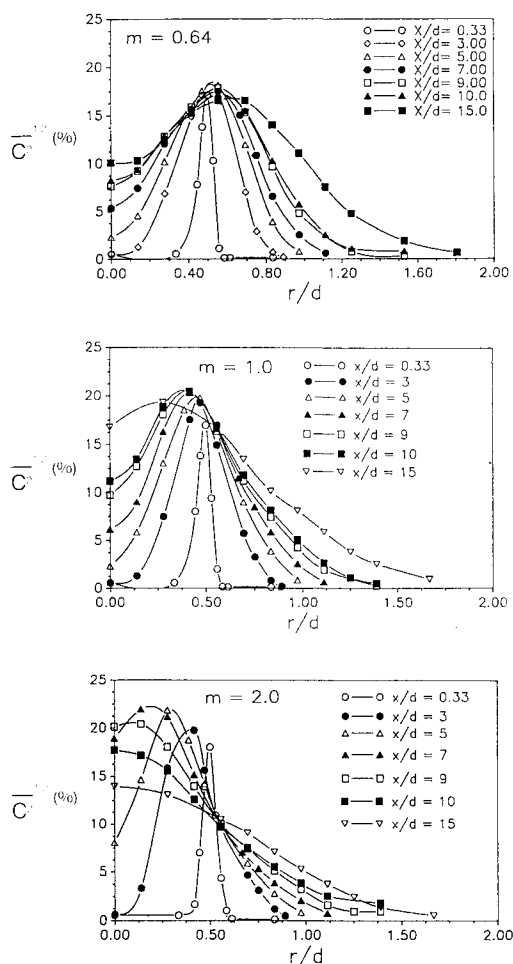 m = 0.64
X/d= 0.33
X/d= 3.00
X/d= 5.00
X/d= 7.00
X/d= 9.00
X/d= 10.0
X/d= 15.0
25
20
15
10
5
0
C (%)
0.00 0.40 0.80 1.20 1.60 2.00
r/d
m = 1.0
x/d = 0.33
x/d = 3
x/d = 5
x/d = 7
x/d = 9
x/d = 10
x/d = 15
25
20
15
10
5
0
C (%)
0.00 0.50 1.00 1.50 2.00
r/d
m = 2.0
x/d = 0.33
x/d = 3
x/d = 5
x/d = 7
x/d = 9
x/d = 10
x/d = 15
25
20
15
10
5
0
C (%)
0.00 0.50 1.00 1.50 2.00
r/d